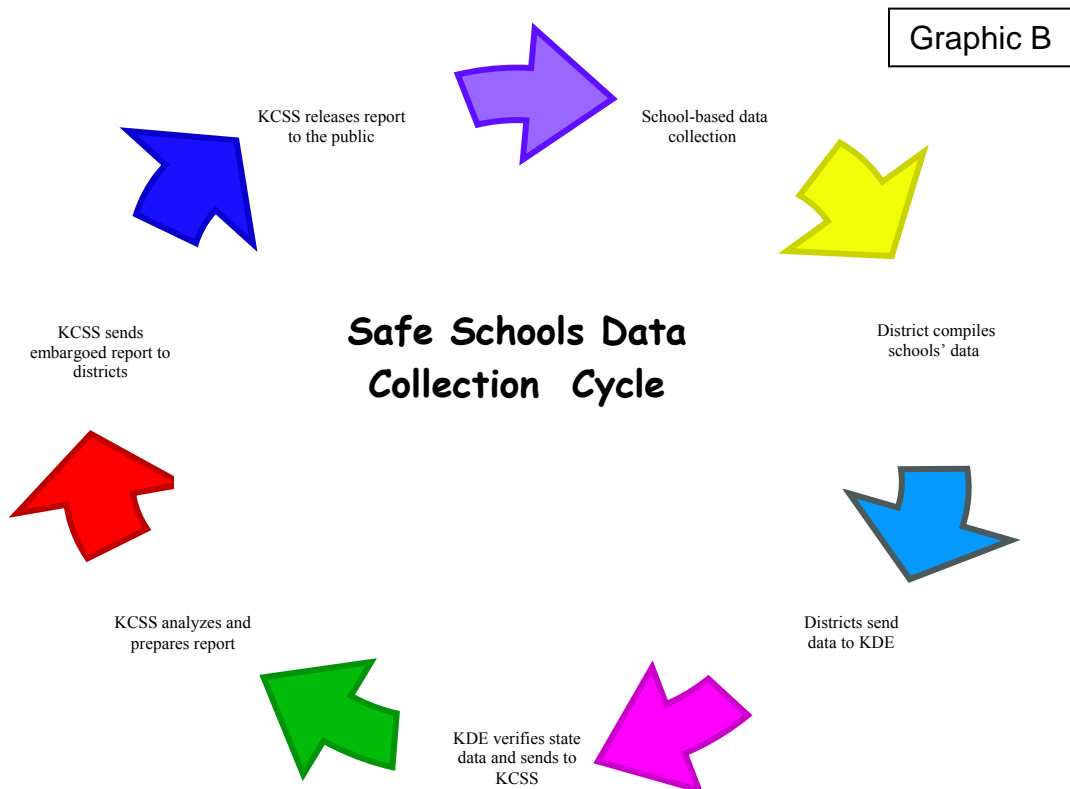 Graphic B
KCSS releases report
to the public
School-based data
collection
Safe Schools Data
Collection Cycle
KCSS sends
embargoed report to
districts
District compiles
schools’ data
KCSS analyzes and
prepares report
Districts send
data to KDE
KDE verifies state
data and sends to
KCSS